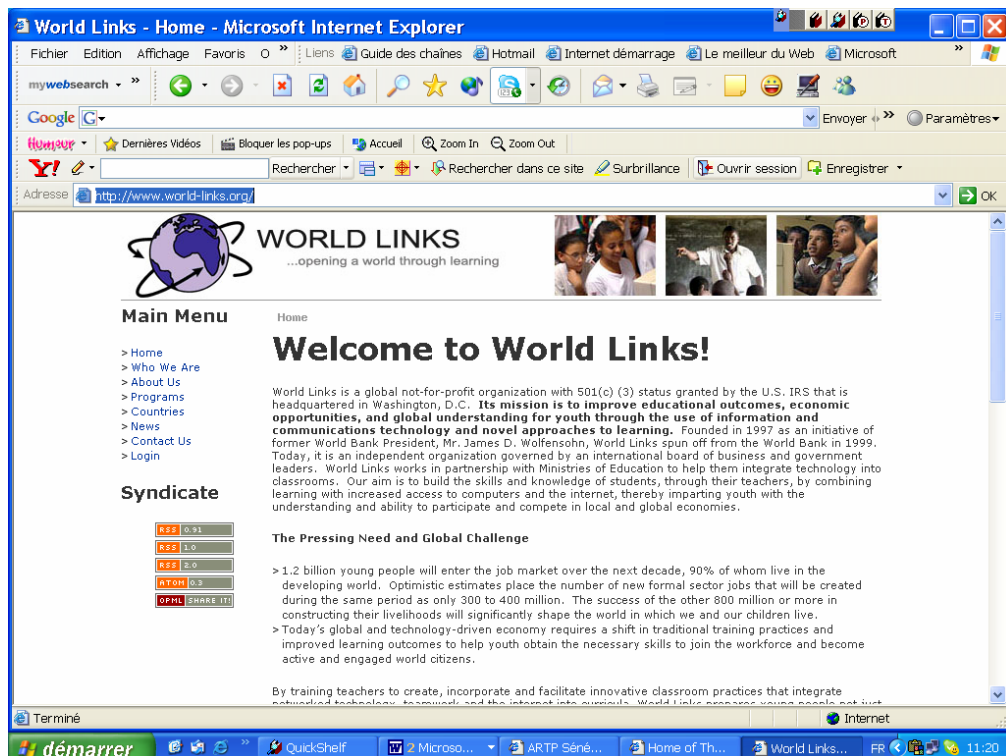 World Links - Home - Microsoft Internet Explorer
Fichier Edition Affichage Favoris O » Liens Guide des chaînes Hotmail Internet démarrage Le meilleur du Web Microsoft »
mywebsearch »
Google G Envoyer » Paramètres
Humour Dernières Vidéos Bloquer les pop-ups Accueil Zoom In Zoom Out
Y! Rechercher Rechercher dans ce site Surbrillance Ouvrir session Enregistrer
Adresse http://www.world-links.org/ OK
WORLD LINKS
...opening a world through learning
Main Menu
> Home
> Who We Are
> About Us
> Programs
> Countries
> News
> Contact Us
> Login
Syndicate
RSS 0.91
RSS 1.0
RSS 2.0
ATOM 0.3
OPML SHARE IT!
Home
Welcome to World Links!
World Links is a global not-for-profit organization with 501(c) (3) status granted by the U.S. IRS that is
headquartered in Washington, D.C. Its mission is to improve educational outcomes, economic
opportunities, and global understanding for youth through the use of information and
communications technology and novel approaches to learning. Founded in 1997 as an initiative of
former World Bank President, Mr. James D. Wolfensohn, World Links spun off from the World Bank in 1999.
Today, it is an independent organization governed by an international board of business and government
leaders. World Links works in partnership with Ministries of Education to help them integrate technology into
classrooms. Our aim is to build the skills and knowledge of students, through their teachers, by combining
learning with increased access to computers and the internet, thereby imparting youth with the
understanding and ability to participate and compete in local and global economies.
The Pressing Need and Global Challenge
> 1.2 billion young people will enter the job market over the next decade, 90% of whom live in the
developing world. Optimistic estimates place the number of new formal sector jobs that will be created
during the same period as only 300 to 400 million. The success of the other 800 million or more in
constructing their livelihoods will significantly shape the world in which we and our children live.
> Today's global and technology-driven economy requires a shift in traditional training practices and
improved learning outcomes to help youth obtain the necessary skills to join the workforce and become
active and engaged world citizens.
By training teachers to create, incorporate and facilitate innovative classroom practices that integrate
networked technology, teamwork and the internet into curricula, World Links prepares young people not just
Terminé Internet
démarrer » QuickShelf 2 Microso... ARTP Séné... Home of Th... World Links... FR 11:20